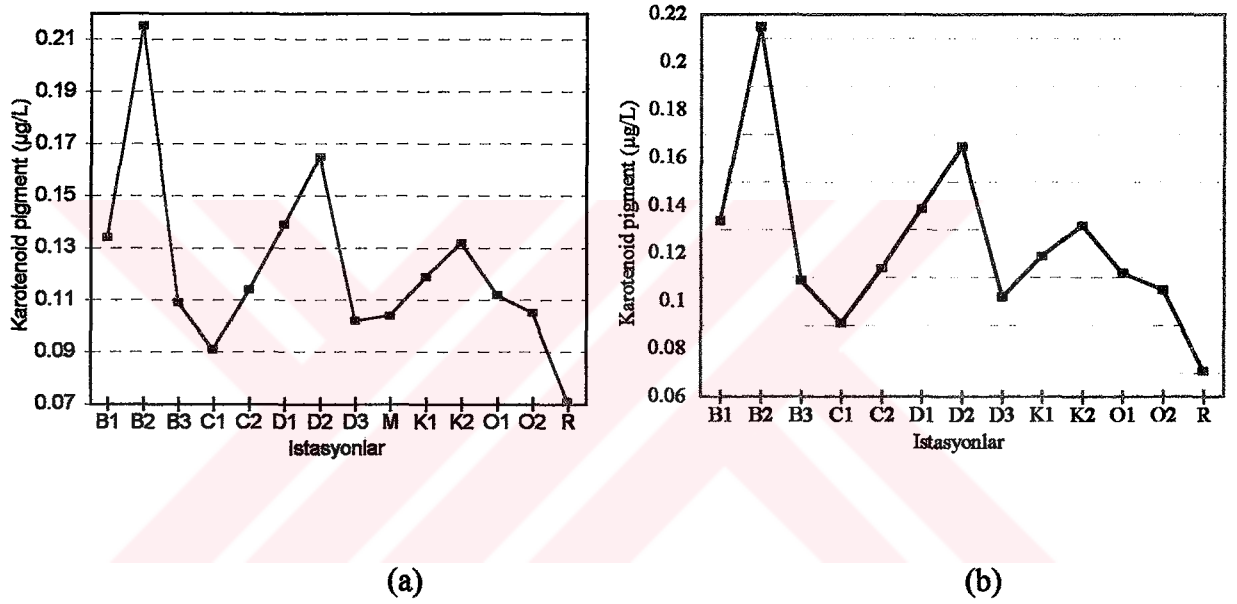 Karotenoid pigment (µg/L)
0.21
0.19
0.17
0.15
0.13
0.11
0.09
0.07
B1 B2 B3 C1 C2 D1 D2 D3 M K1 K2 O1 O2 R
Istasyonlar
(a)
Karotenoid pigment (µg/L)
0.22
0.2
0.18
0.16
0.14
0.12
0.1
0.08
0.06
B1 B2 B3 C1 C2 D1 D2 D3 K1 K2 O1 O2 R
Istasyonlar
(b)